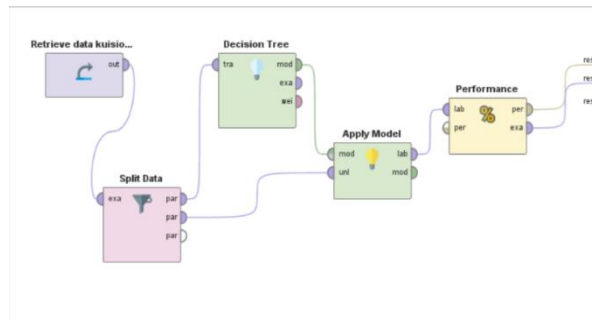 Retrieve data kuisio...
out
Decision Tree
tra mod
exa
wei
Split Data
exa par
par
par
Apply Model
mod lab
unl mod
Performance
lab per
per exa
res
res
res